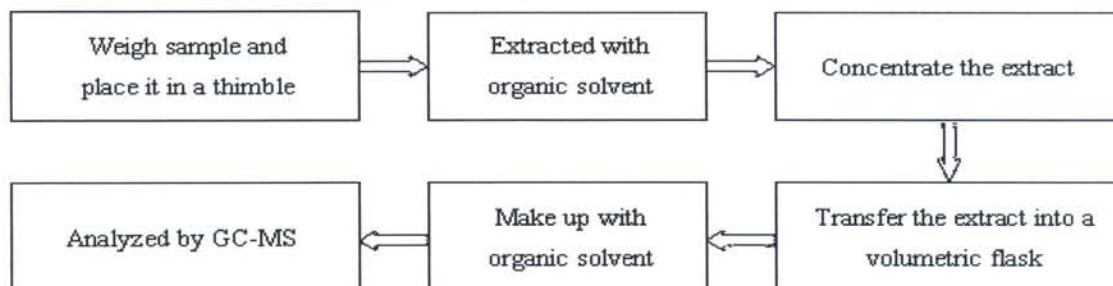 Weigh sample and
place it in a thimble
Extracted with
organic solvent
Concentrate the extract
Transfer the extract into a
volumetric flask
Make up with
organic solvent
Analyzed by GC-MS